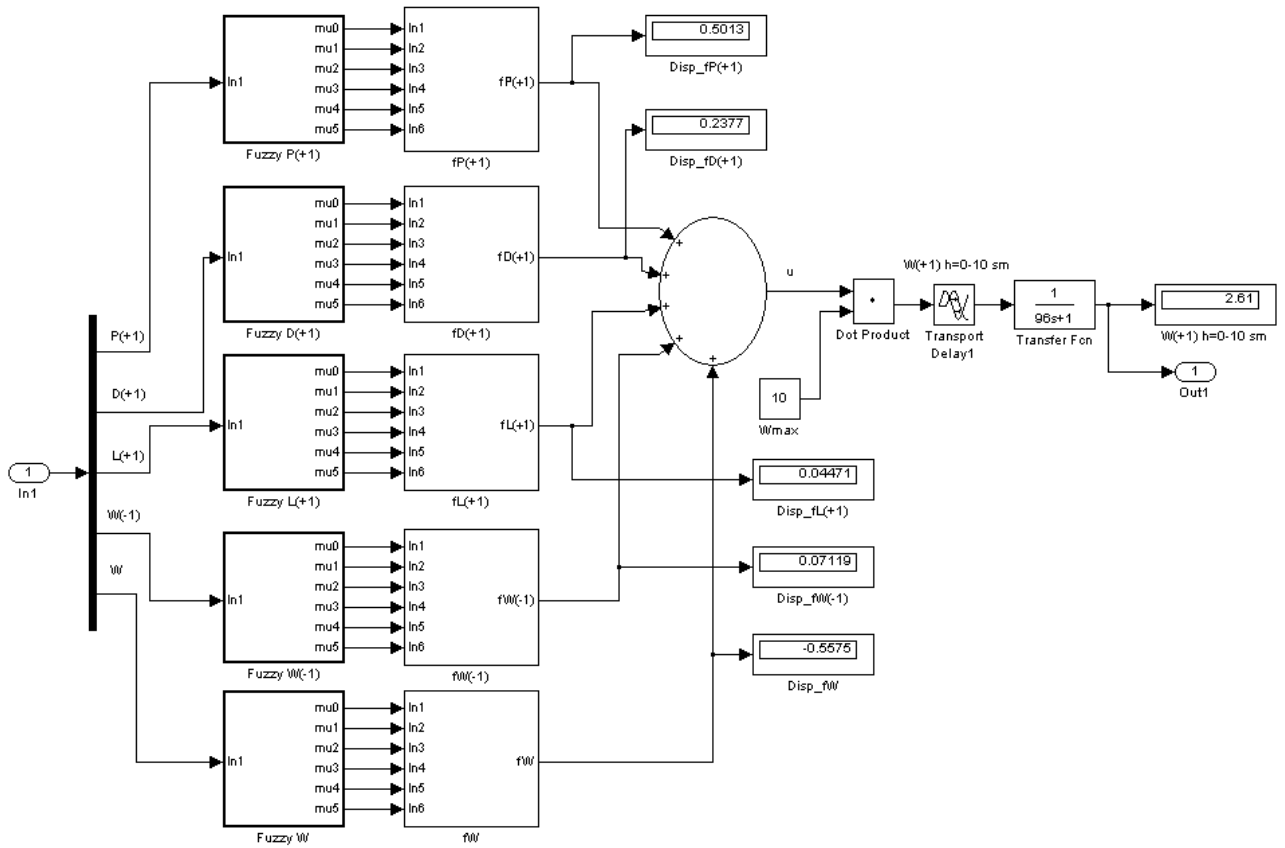 In1
mu0
mu1
mu2
mu3
mu4
mu5
Fuzzy P(+1)
In1
In2
In3
In4
In5
In6
fP(+1)
fP(+1)
0.5013
Disp_fP(+1)
0.2377
Disp_fD(+1)
In1
mu0
mu1
mu2
mu3
mu4
mu5
Fuzzy D(+1)
In1
In2
In3
In4
In5
In6
fD(+1)
fD(+1)
P(+1)
D(+1)
L(+1)
W(-1)
W
1
In1
In1
mu0
mu1
mu2
mu3
mu4
mu5
Fuzzy L(+1)
In1
In2
In3
In4
In5
In6
fL(+1)
fL(+1)
+
+
+
+
+
u
10
Wmax
Dot Product
W(+1) h=0-10 sm
Transport
Delay1
1
96s+1
Transfer Fcn
2.61
W(+1) h=0-10 sm
1
Out1
0.04471
Disp_fL(+1)
In1
mu0
mu1
mu2
mu3
mu4
mu5
Fuzzy W(-1)
In1
In2
In3
In4
In5
In6
fW(-1)
fW(-1)
0.07119
Disp_fW(-1)
-0.5575
Disp_fW
In1
mu0
mu1
mu2
mu3
mu4
mu5
Fuzzy W
In1
In2
In3
In4
In5
In6
fW
fW